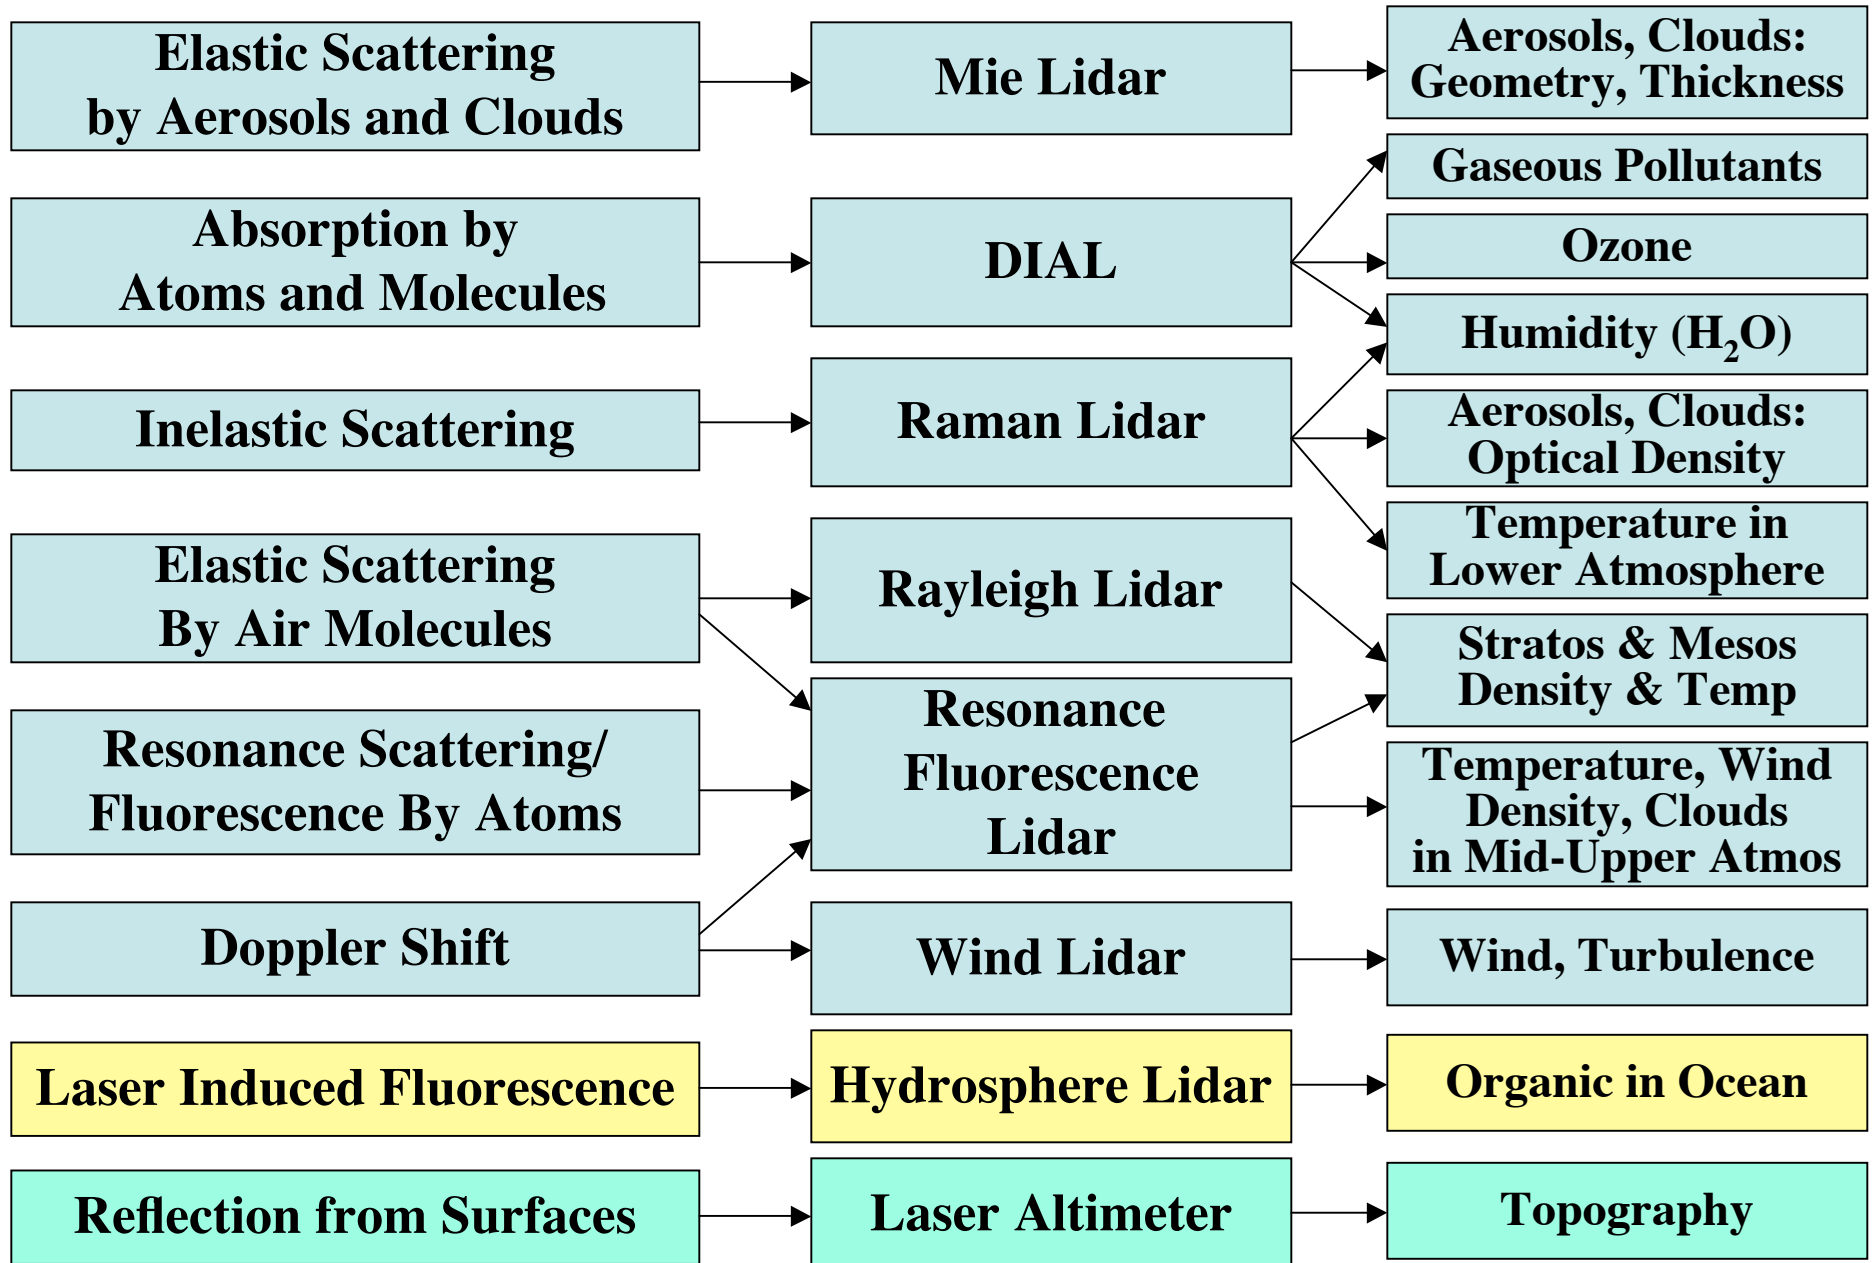 Elastic Scattering
by Aerosols and Clouds
Mie Lidar
Aerosols, Clouds:
Geometry, Thickness
Gaseous Pollutants
Absorption by
Atoms and Molecules
DIAL
Ozone
Humidity (H₂O)
Inelastic Scattering
Raman Lidar
Aerosols, Clouds:
Optical Density
Temperature in
Lower Atmosphere
Elastic Scattering
By Air Molecules
Rayleigh Lidar
Stratos & Mesos
Density & Temp
Resonance Scattering/
Fluorescence By Atoms
Resonance
Fluorescence
Lidar
Temperature, Wind
Density, Clouds
in Mid-Upper Atmos
Doppler Shift
Wind Lidar
Wind, Turbulence
Laser Induced Fluorescence
Hydrosphere Lidar
Organic in Ocean
Reflection from Surfaces
Laser Altimeter
Topography